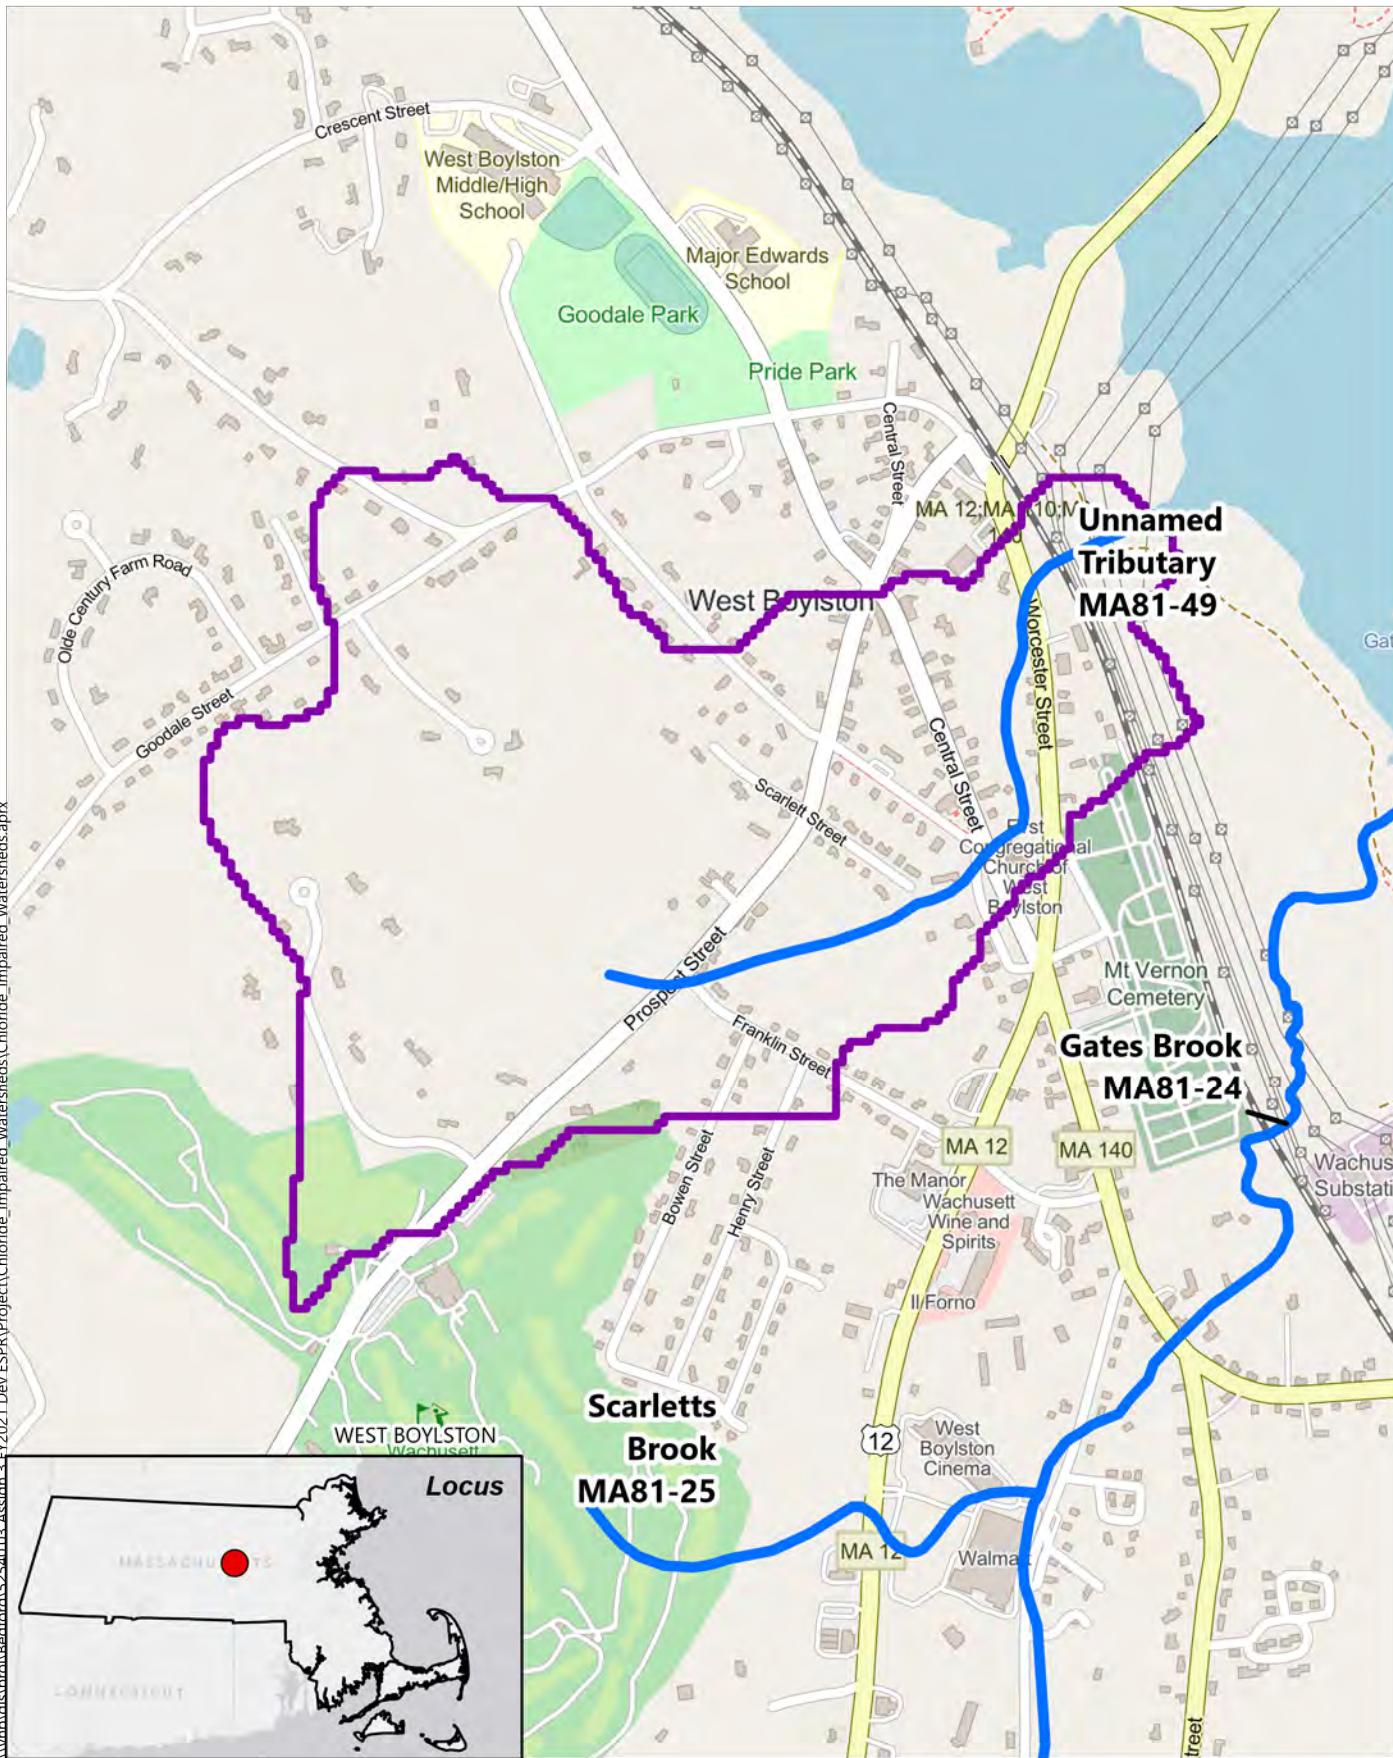 Crescent Street
West Boylston
Middle/High
School
Major Edwards
School
Goodale Park
Pride Park
Central Street
MA 12;MA
Unnamed
Tributary
MA81-49
West Boylston
Olde Century Farm Road
Goodale Street
Worcester Street
Central Street
Scarlett Street
First
Congregational
Church of
West
Boylston
Prospect Street
Franklin Street
Mt Vernon
Cemetery
Gates Brook
MA81-24
MA 12
MA 140
Bowen Street
Henry Street
The Manor
Wachusett
Wine and
Spirits
Il Forno
Scarletts
Brook
MA81-25
WEST BOYLSTON
Wachusett
12
West
Boylston
Cinema
MA 12
Walmart
Locus
MASSACHUSETTS
CONNECTICUT